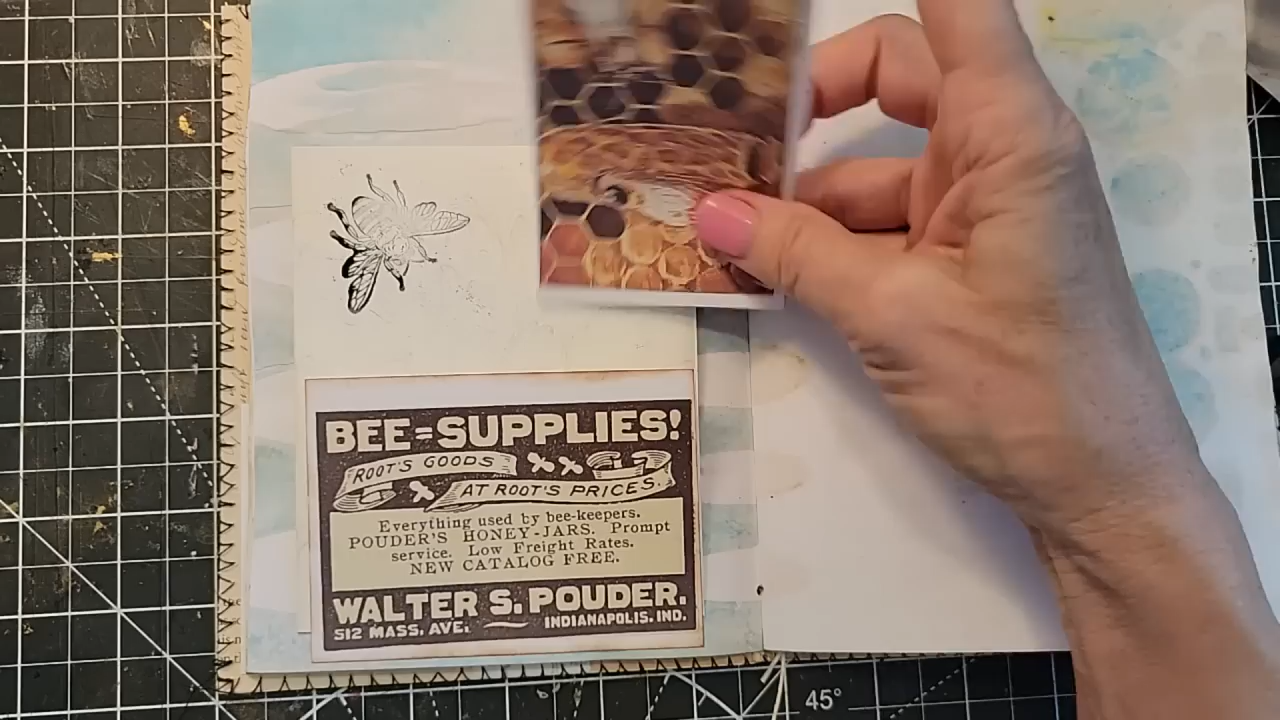 BEE=SUPPLIES!
ROOT'S GOODS
AT ROOT'S PRICES.
Everything used by bee-keepers.
POUDER'S HONEY-JARS. Prompt
service. Low Freight Rates.
NEW CATALOG FREE.
WALTER S. POUDER.
512 MASS. AVE. INDIANAPOLIS. IND.
45°